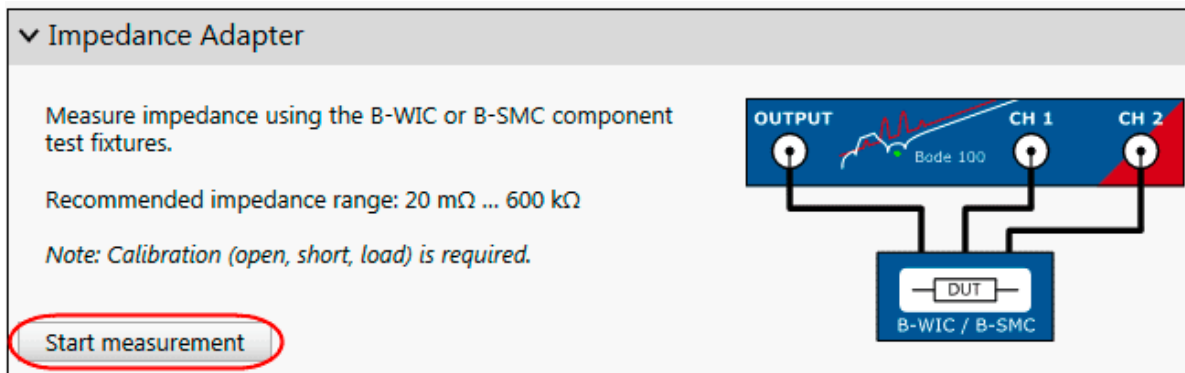 Impedance Adapter
Measure impedance using the B-WIC or B-SMC component
test fixtures.
Recommended impedance range: 20 mΩ ... 600 kΩ
Note: Calibration (open, short, load) is required.
Start measurement
OUTPUT
CH 1
CH 2
Bode 100
DUT
B-WIC / B-SMC